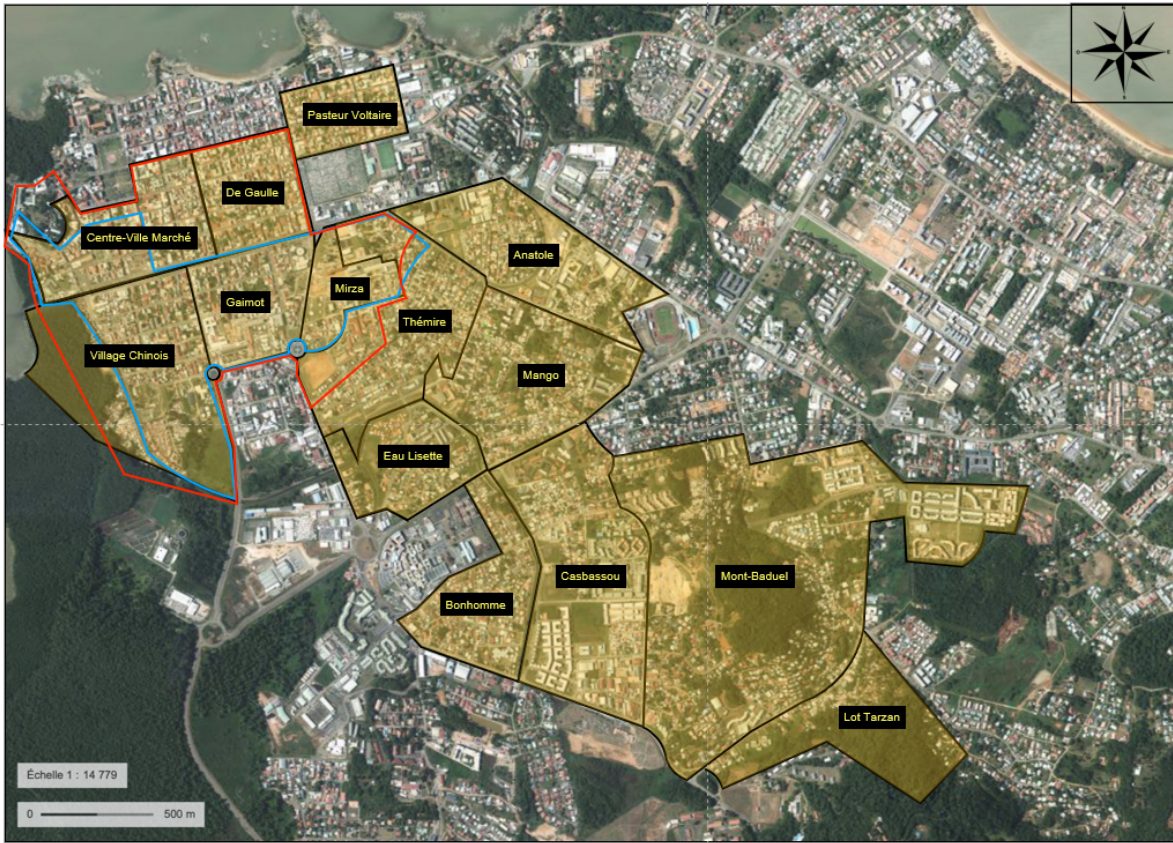 Pasteur Voltaire
De Gaulle
Centre-Ville Marché
Anatole
Mirza
Gaimot
Thémire
Village Chinois
Mango
Eau Lisette
Casbassou
Mont-Baduel
Bonhomme
Lot Tarzan
Échelle 1 : 14 779
0 500 m